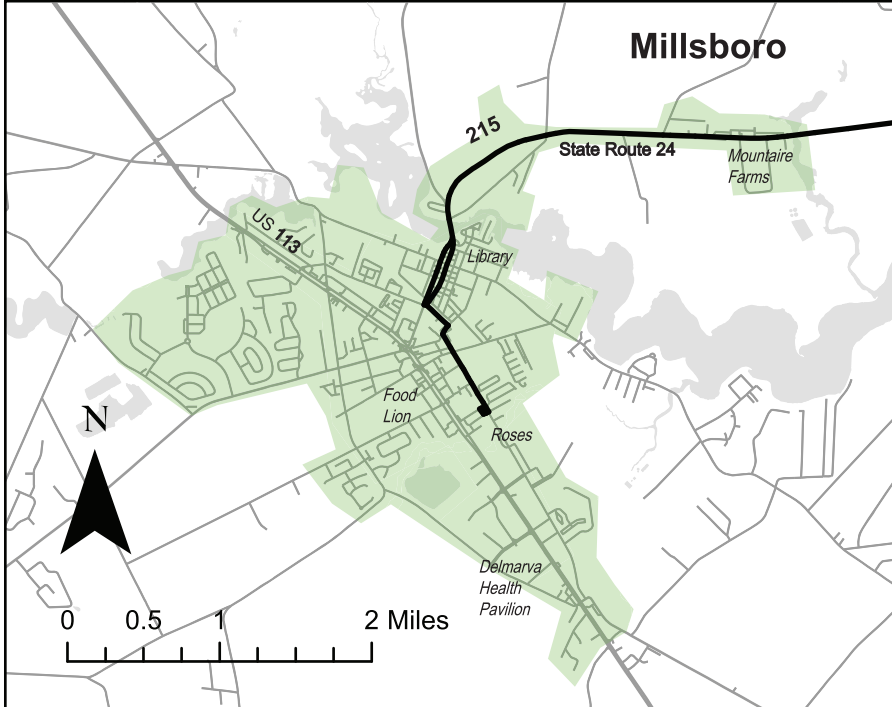 Millsboro
215
State Route 24
Mountaire
Farms
US 113
Library
Food
Lion
N
Roses
Delmarva
Health
Pavilion
0 0.5 1 2 Miles